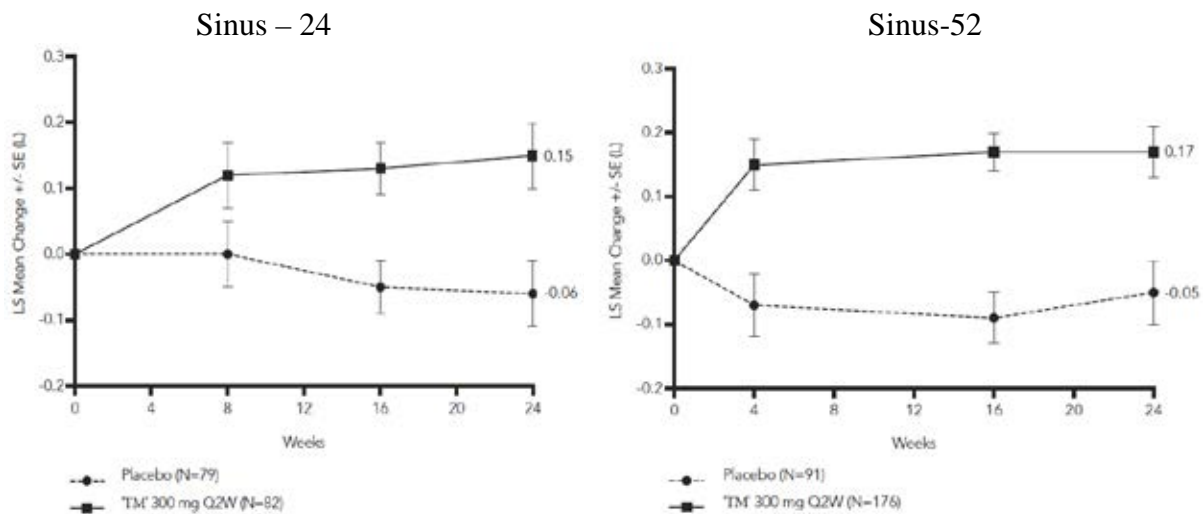 Sinus – 24
0.3
0.2
0.1
0.0
-0.1
-0.2
LS Mean Change +/- SE (L)
0.15
-0.06
0 4 8 12 16 20 24
Weeks
Placebo (N=79)
'TM' 300 mg Q2W (N=82)
Sinus-52
0.3
0.2
0.1
0.0
-0.1
-0.2
LS Mean Change +/- SE (L)
0.17
-0.05
0 4 8 12 16 20 24
Weeks
Placebo (N=91)
'TM' 300 mg Q2W (N=176)